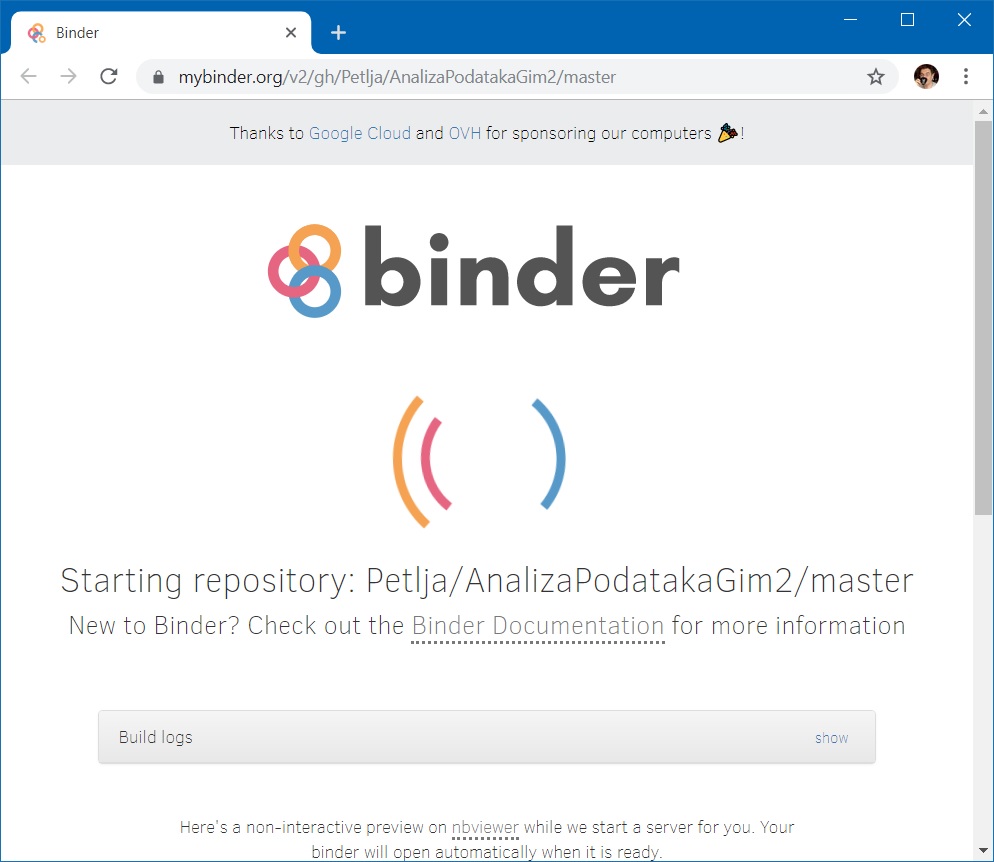 Binder
mybinder.org/v2/gh/Petlja/AnalizaPodatakaGim2/master
Thanks to Google Cloud and OVH for sponsoring our computers 🎉!
binder
Starting repository: Petlja/AnalizaPodatakaGim2/master
New to Binder? Check out the Binder Documentation for more information
Build logs show
Here's a non-interactive preview on nbviewer while we start a server for you. Your
binder will open automatically when it is ready.